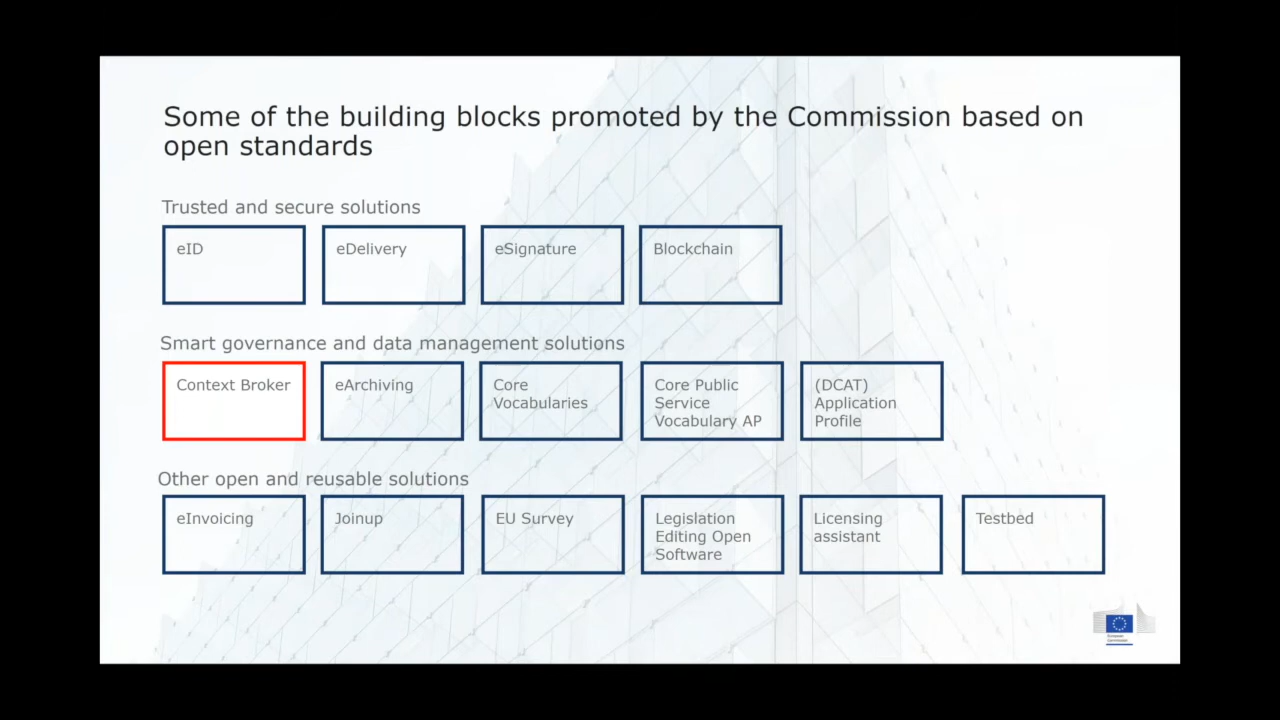 Some of the building blocks promoted by the Commission based on
open standards
Trusted and secure solutions
eID
eDelivery
eSignature
Blockchain
Smart governance and data management solutions
Context Broker
eArchiving
Core
Vocabularies
Core Public
Service
Vocabulary AP
(DCAT)
Application
Profile
Other open and reusable solutions
eInvoicing
Joinup
EU Survey
Legislation
Editing Open
Software
Licensing
assistant
Testbed
European
Commission